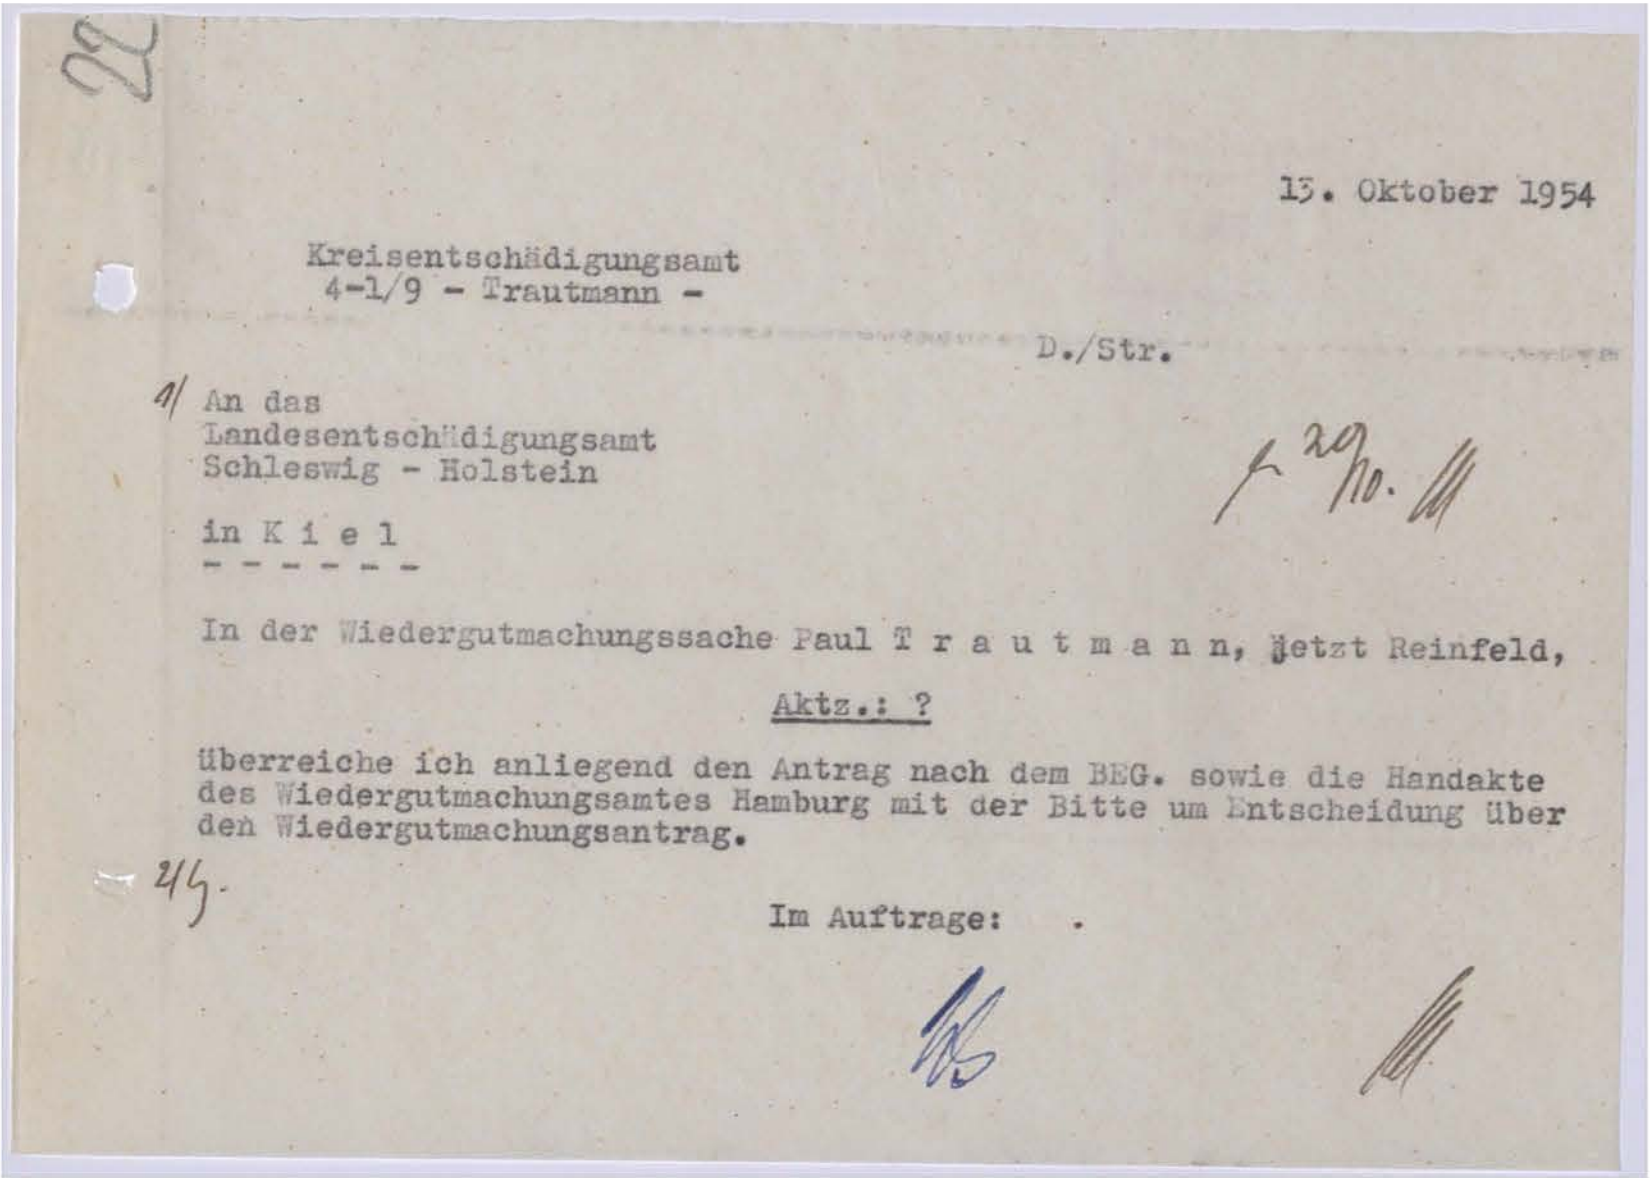 22
13. Oktober 1954
Kreisentschädigungsamt
4-1/9 - Trautmann -
D./Str.
1/ An das
Landesentschädigungsamt
Schleswig - Holstein
29/10.
in K i e l
- - - - - -
In der Wiedergutmachungssache Paul T r a u t m a n n, jetzt Reinfeld,
Aktz.: ?
überreiche ich anliegend den Antrag nach dem BEG. sowie die Handakte
des Wiedergutmachungsamtes Hamburg mit der Bitte um Entscheidung über
den Wiedergutmachungsantrag.
2/
Im Auftrage: